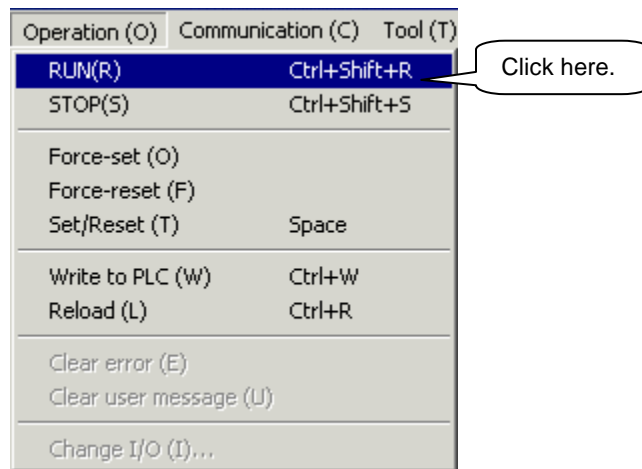 Operation (O) Communication (C) Tool (T)
RUN(R) Ctrl+Shift+R
Click here.
STOP(S) Ctrl+Shift+S
Force-set (O)
Force-reset (F)
Set/Reset (T) Space
Write to PLC (W) Ctrl+W
Reload (L) Ctrl+R
Clear error (E)
Clear user message (U)
Change I/O (I)...